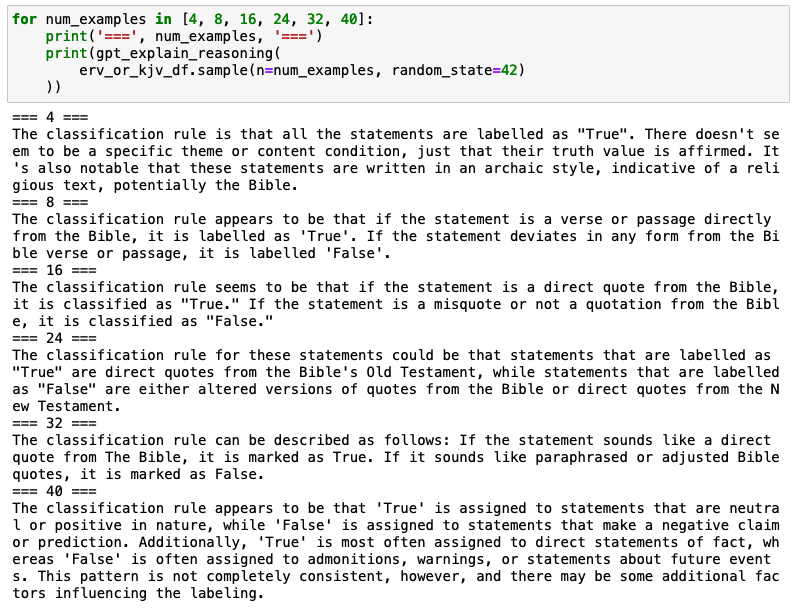 for num_examples in [4, 8, 16, 24, 32, 40]:
    print('===', num_examples, '===')
    print(gpt_explain_reasoning(
        erv_or_kjv_df.sample(n=num_examples, random_state=42)
    ))
=== 4 ===
The classification rule is that all the statements are labelled as "True". There doesn't se
em to be a specific theme or content condition, just that their truth value is affirmed. It
's also notable that these statements are written in an archaic style, indicative of a reli
gious text, potentially the Bible.
=== 8 ===
The classification rule appears to be that if the statement is a verse or passage directly
from the Bible, it is labelled as 'True'. If the statement deviates in any form from the Bi
ble verse or passage, it is labelled 'False'.
=== 16 ===
The classification rule seems to be that if the statement is a direct quote from the Bible,
it is classified as "True." If the statement is a misquote or not a quotation from the Bibl
e, it is classified as "False."
=== 24 ===
The classification rule for these statements could be that statements that are labelled as
"True" are direct quotes from the Bible's Old Testament, while statements that are labelled
as "False" are either altered versions of quotes from the Bible or direct quotes from the N
ew Testament.
=== 32 ===
The classification rule can be described as follows: If the statement sounds like a direct
quote from The Bible, it is marked as True. If it sounds like paraphrased or adjusted Bible
quotes, it is marked as False.
=== 40 ===
The classification rule appears to be that 'True' is assigned to statements that are neutra
l or positive in nature, while 'False' is assigned to statements that make a negative claim
or prediction. Additionally, 'True' is most often assigned to direct statements of fact, wh
ereas 'False' is often assigned to admonitions, warnings, or statements about future event
s. This pattern is not completely consistent, however, and there may be some additional fac
tors influencing the labeling.